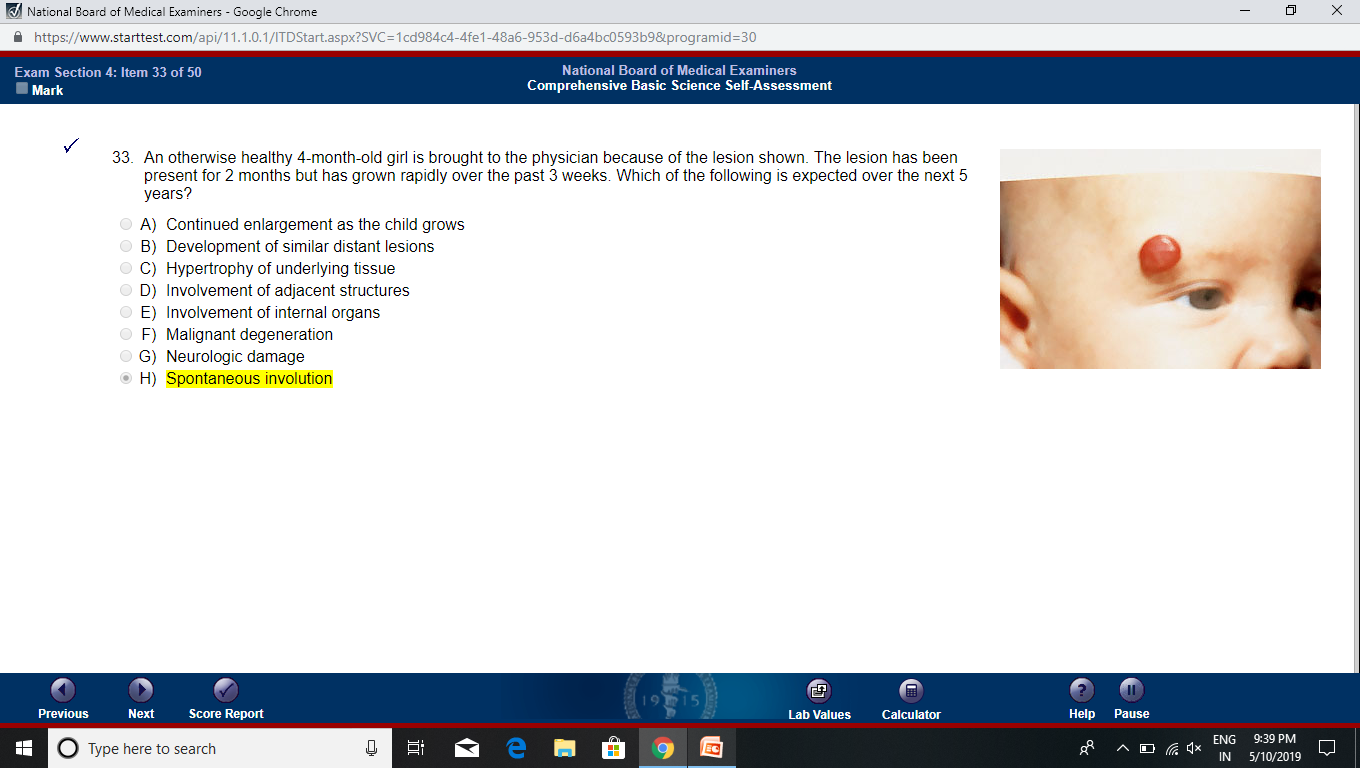 National Board of Medical Examiners - Google Chrome
https://www.starttest.com/api/11.1.0.1/ITDStart.aspx?SVC=1cd984c4-4fe1-48a6-953d-d6a4bc0593b9&programid=30
Exam Section 4: Item 33 of 50
National Board of Medical Examiners
Mark
Comprehensive Basic Science Self-Assessment
33. An otherwise healthy 4-month-old girl is brought to the physician because of the lesion shown. The lesion has been
present for 2 months but has grown rapidly over the past 3 weeks. Which of the following is expected over the next 5
years?
A) Continued enlargement as the child grows
B) Development of similar distant lesions
C) Hypertrophy of underlying tissue
D) Involvement of adjacent structures
E) Involvement of internal organs
F) Malignant degeneration
G) Neurologic damage
H) Spontaneous involution
19 15
Previous Next Score Report Lab Values Calculator Help Pause
Type here to search
ENG 9:39 PM
IN 5/10/2019